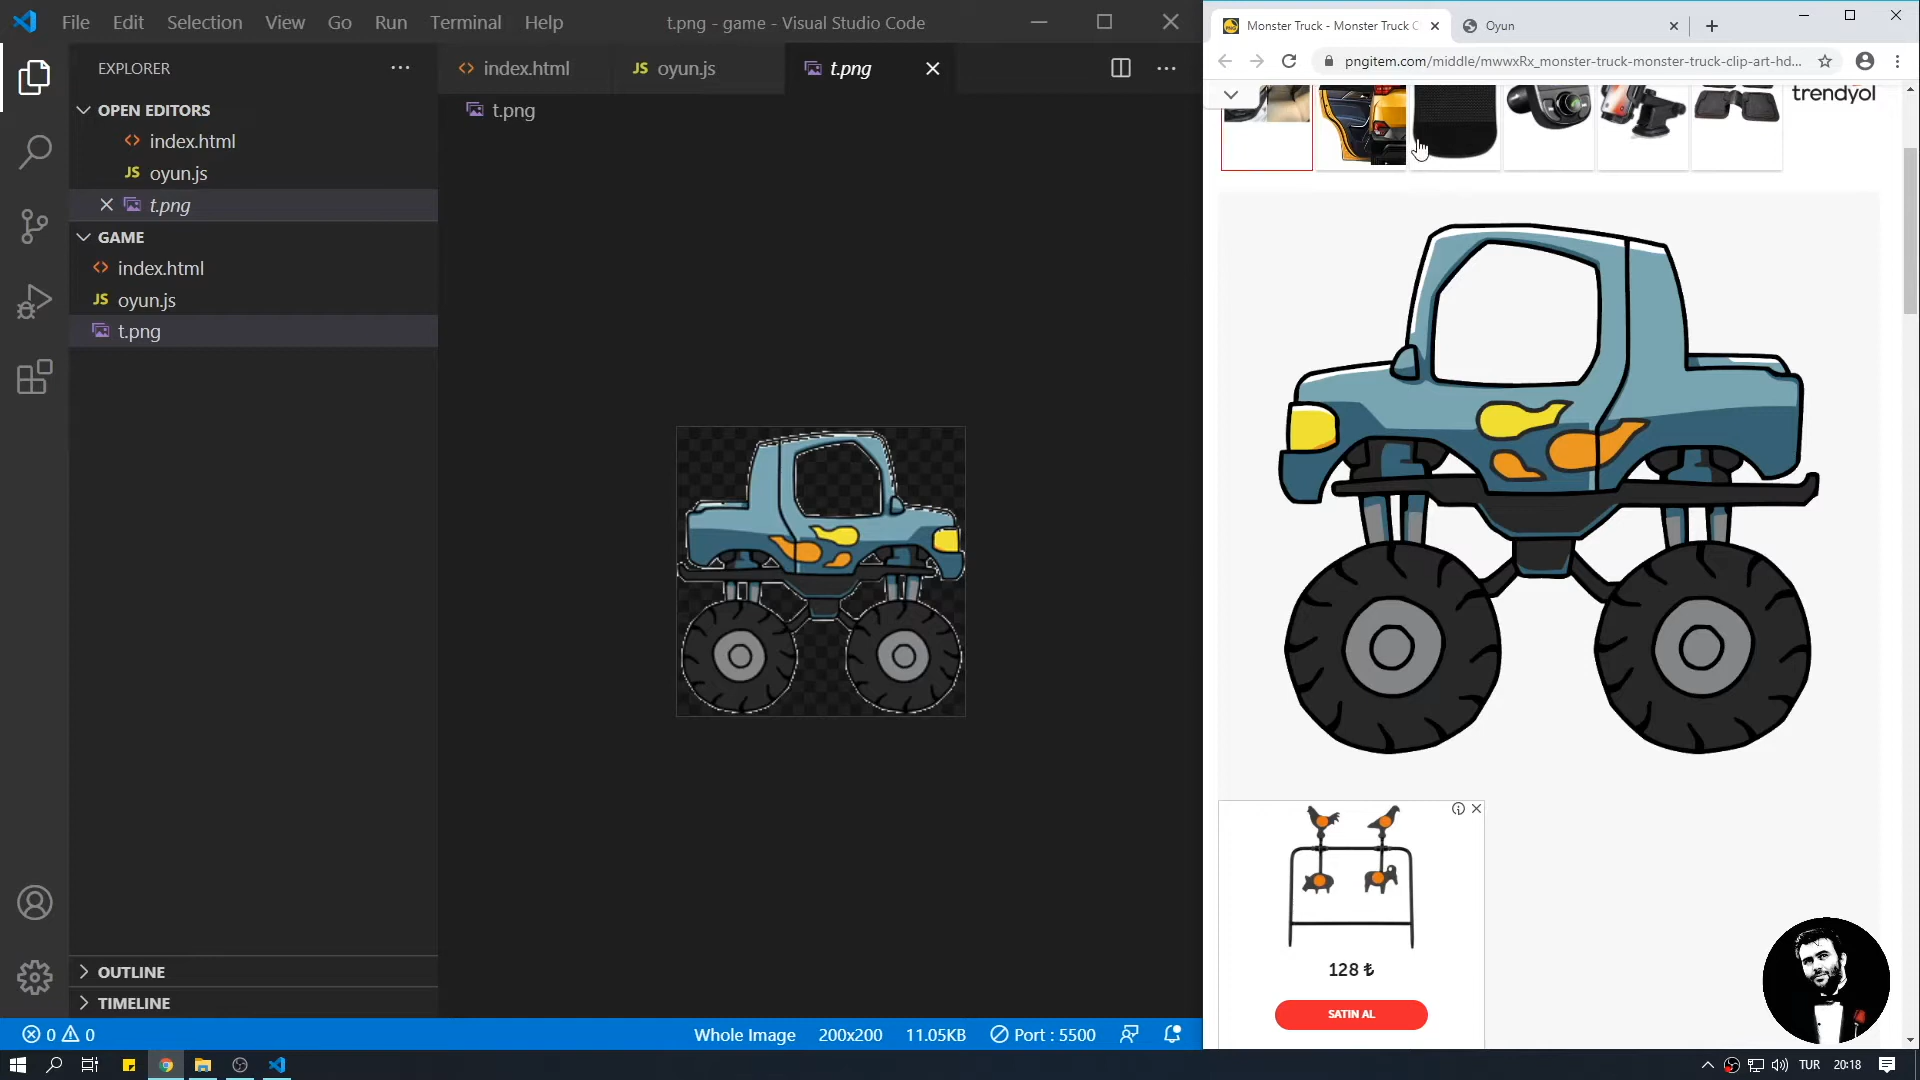 File Edit Selection View Go Run Terminal Help
t.png - game - Visual Studio Code
EXPLORER
OPEN EDITORS
index.html
JS oyun.js
t.png
GAME
index.html
JS oyun.js
t.png
OUTLINE
TIMELINE
index.html
JS oyun.js
t.png
t.png
0 0
Whole Image 200x200 11.05KB Port : 5500
Monster Truck - Monster Truck C
Oyun
pngitem.com/middle/mwwxRx_monster-truck-monster-truck-clip-art-hd...
trendyol
128 ₺
SATIN AL
TUR 20:18